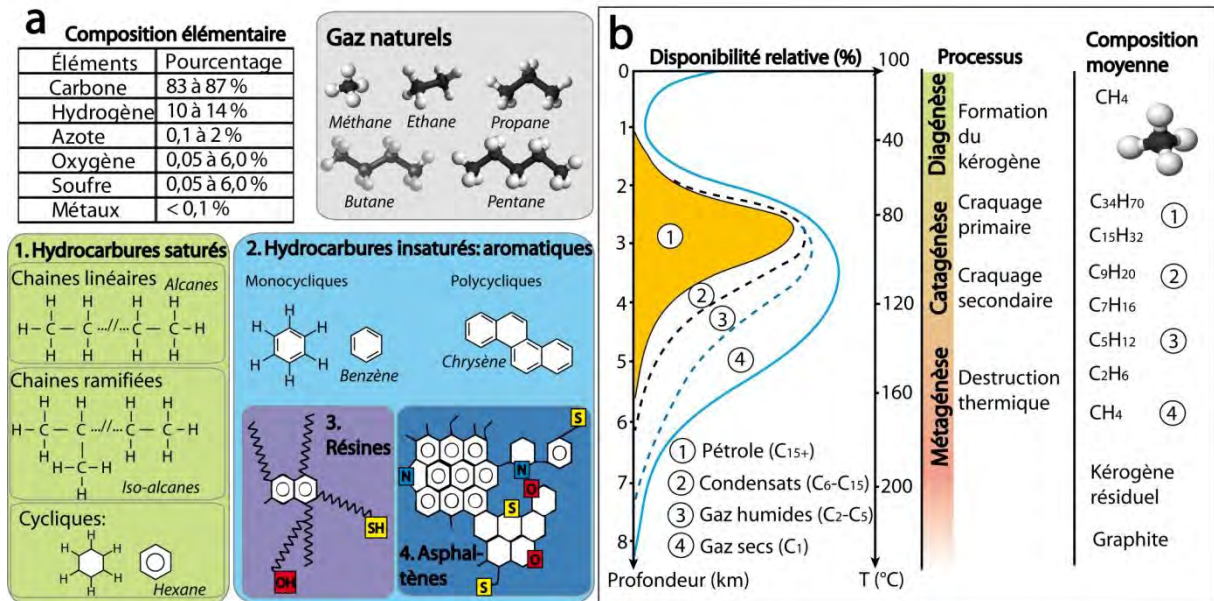 a
Composition élémentaire
Éléments Pourcentage
Carbone 83 à 87 %
Hydrogène 10 à 14 %
Azote 0,1 à 2 %
Oxygène 0,05 à 6,0 %
Soufre 0,05 à 6,0 %
Métaux < 0,1 %
Gaz naturels
Méthane Ethane Propane
Butane Pentane
1. Hydrocarbures saturés
Chaines linéaires Alcanes
H H H H
H – C – C –...//...– C – C – H
H H H H
Chaines ramifiées
H H H H
H – C – C –...//...– C – C – H
H H H
H – C – H
H
Iso-alcanes
Cycliques:
H
H H
H H
H
Hexane
2. Hydrocarbures insaturés: aromatiques
Monocycliques Polycycliques
H
H H
H H
H
Benzène
Chrysène
3.
Résines
SH
OH
S
N
N
O
S
O
S
4. Asphal-
tènes
b
Disponibilité relative (%)
Processus
Composition
moyenne
0
1
2
3
4
5
6
7
8
Profondeur (km)
1
2
3
4
1 Pétrole (C15+)
2 Condensats (C6-C15)
3 Gaz humides (C2-C5)
4 Gaz secs (C1)
100
40
80
120
160
200
T (°C)
Diagénèse
Catagénèse
Métagénèse
Formation
du
kérogène
Craquage
primaire
Craquage
secondaire
Destruction
thermique
CH4
C34H70
1
C15H32
C9H20 2
C7H16
C5H12 3
C2H6
CH4 4
Kérogène
résiduel
Graphite